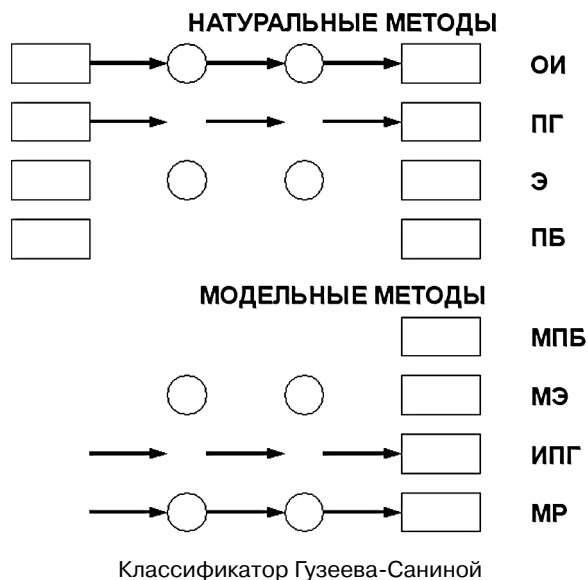 НАТУРАЛЬНЫЕ МЕТОДЫ
ОИ
ПГ
Э
ПБ
МОДЕЛЬНЫЕ МЕТОДЫ
МПБ
МЭ
ИПГ
МР
Классификатор Гузеева-Саниной